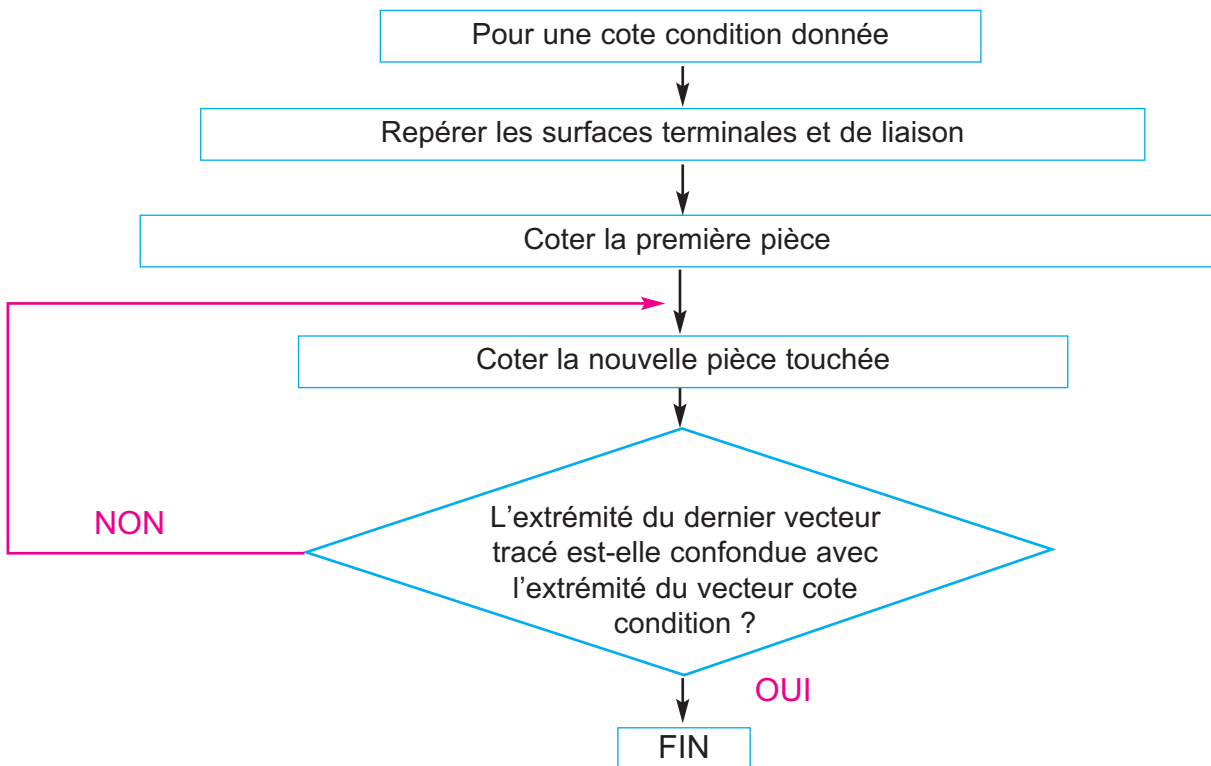 Pour une cote condition donnée
Repérer les surfaces terminales et de liaison
Coter la première pièce
Coter la nouvelle pièce touchée
NON
L'extrémité du dernier vecteur
tracé est-elle confondue avec
l'extrémité du vecteur cote
condition ?
OUI
FIN